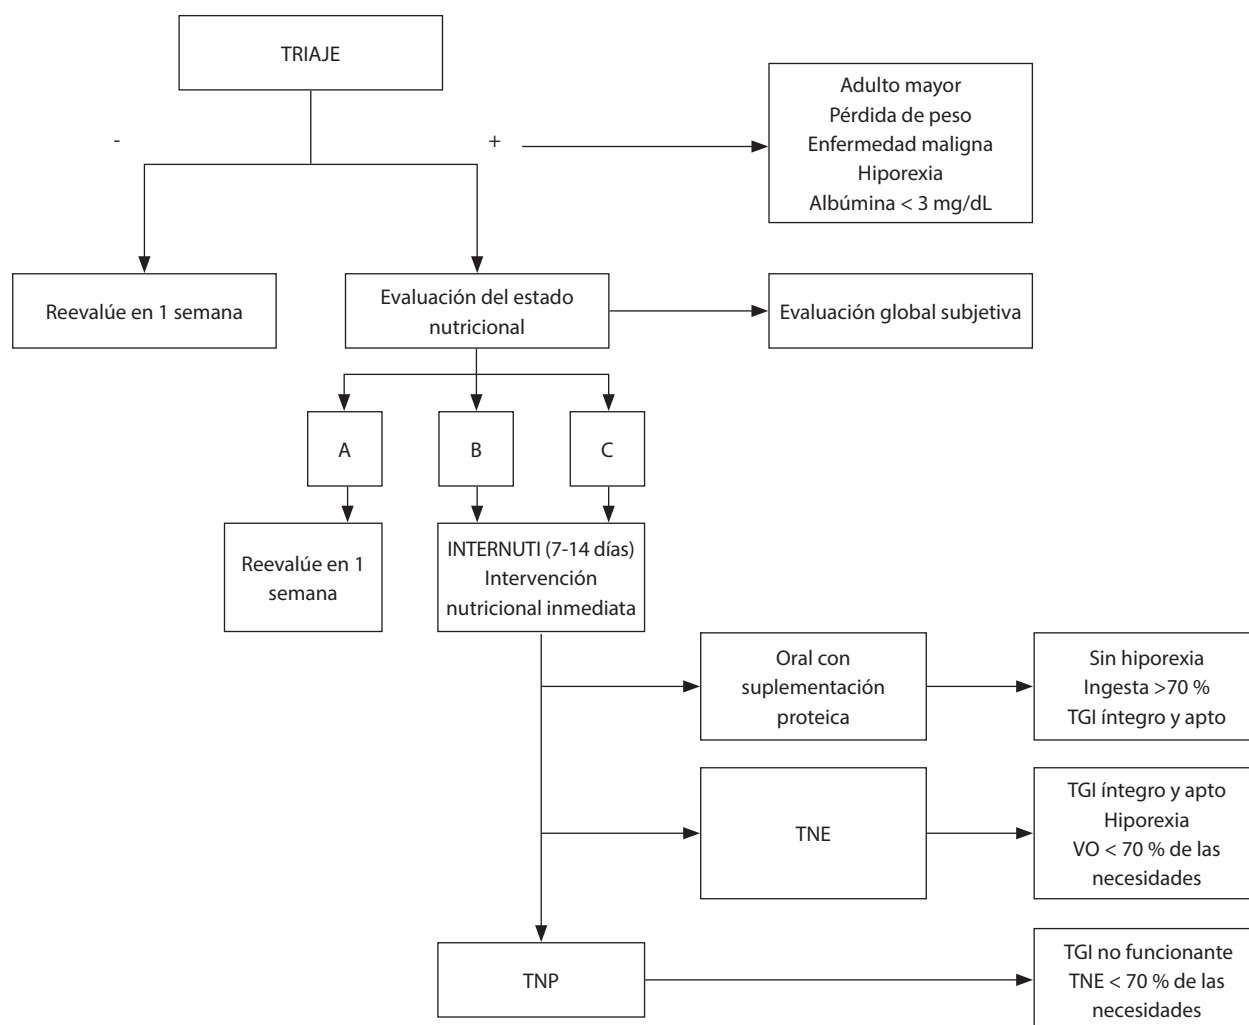 TRIAJE
-
+
Adulto mayor
Pérdida de peso
Enfermedad maligna
Hiporexia
Albúmina < 3 mg/dL
Reevalúe en 1 semana
Evaluación del estado
nutricional
Evaluación global subjetiva
A
B
C
Reevalúe en 1
semana
INTERNUTI (7-14 días)
Intervención
nutricional inmediata
Oral con
suplementación
proteica
Sin hiporexia
Ingesta >70 %
TGI íntegro y apto
TNE
TGI íntegro y apto
Hiporexia
VO < 70 % de las
necesidades
TNP
TGI no funcionante
TNE < 70 % de las
necesidades